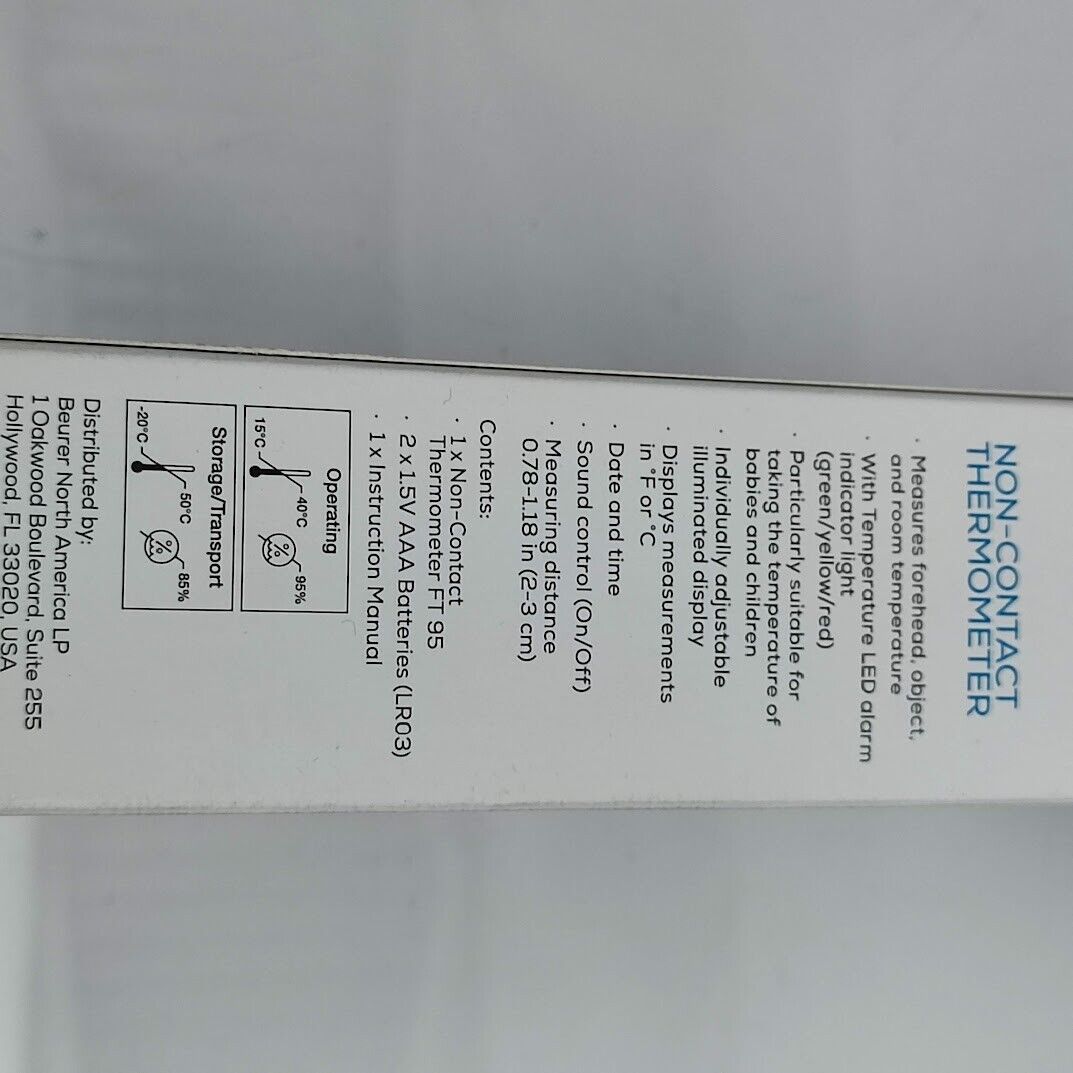 NON-CONTACT
THERMOMETER
· Measures forehead, object,
and room temperature
· With Temperature LED alarm
indicator light
(green/yellow/red)
· Particularly suitable for
taking the temperature of
babies and children
· Individually adjustable
illuminated display
· Displays measurements
in °F or °C
· Date and time
· Sound control (On/Off)
· Measuring distance
0.78-1.18 in (2-3 cm)
Contents:
· 1 x Non-Contact
Thermometer FT 95
· 2 x 1.5V AAA Batteries (LR03)
· 1 x Instruction Manual
Operating
15°C 40°C % 95%
Storage/Transport
-20°C 50°C % 85%
Distributed by:
Beurer North America LP
1 Oakwood Boulevard, Suite 255
Hollywood, FL 33020, USA